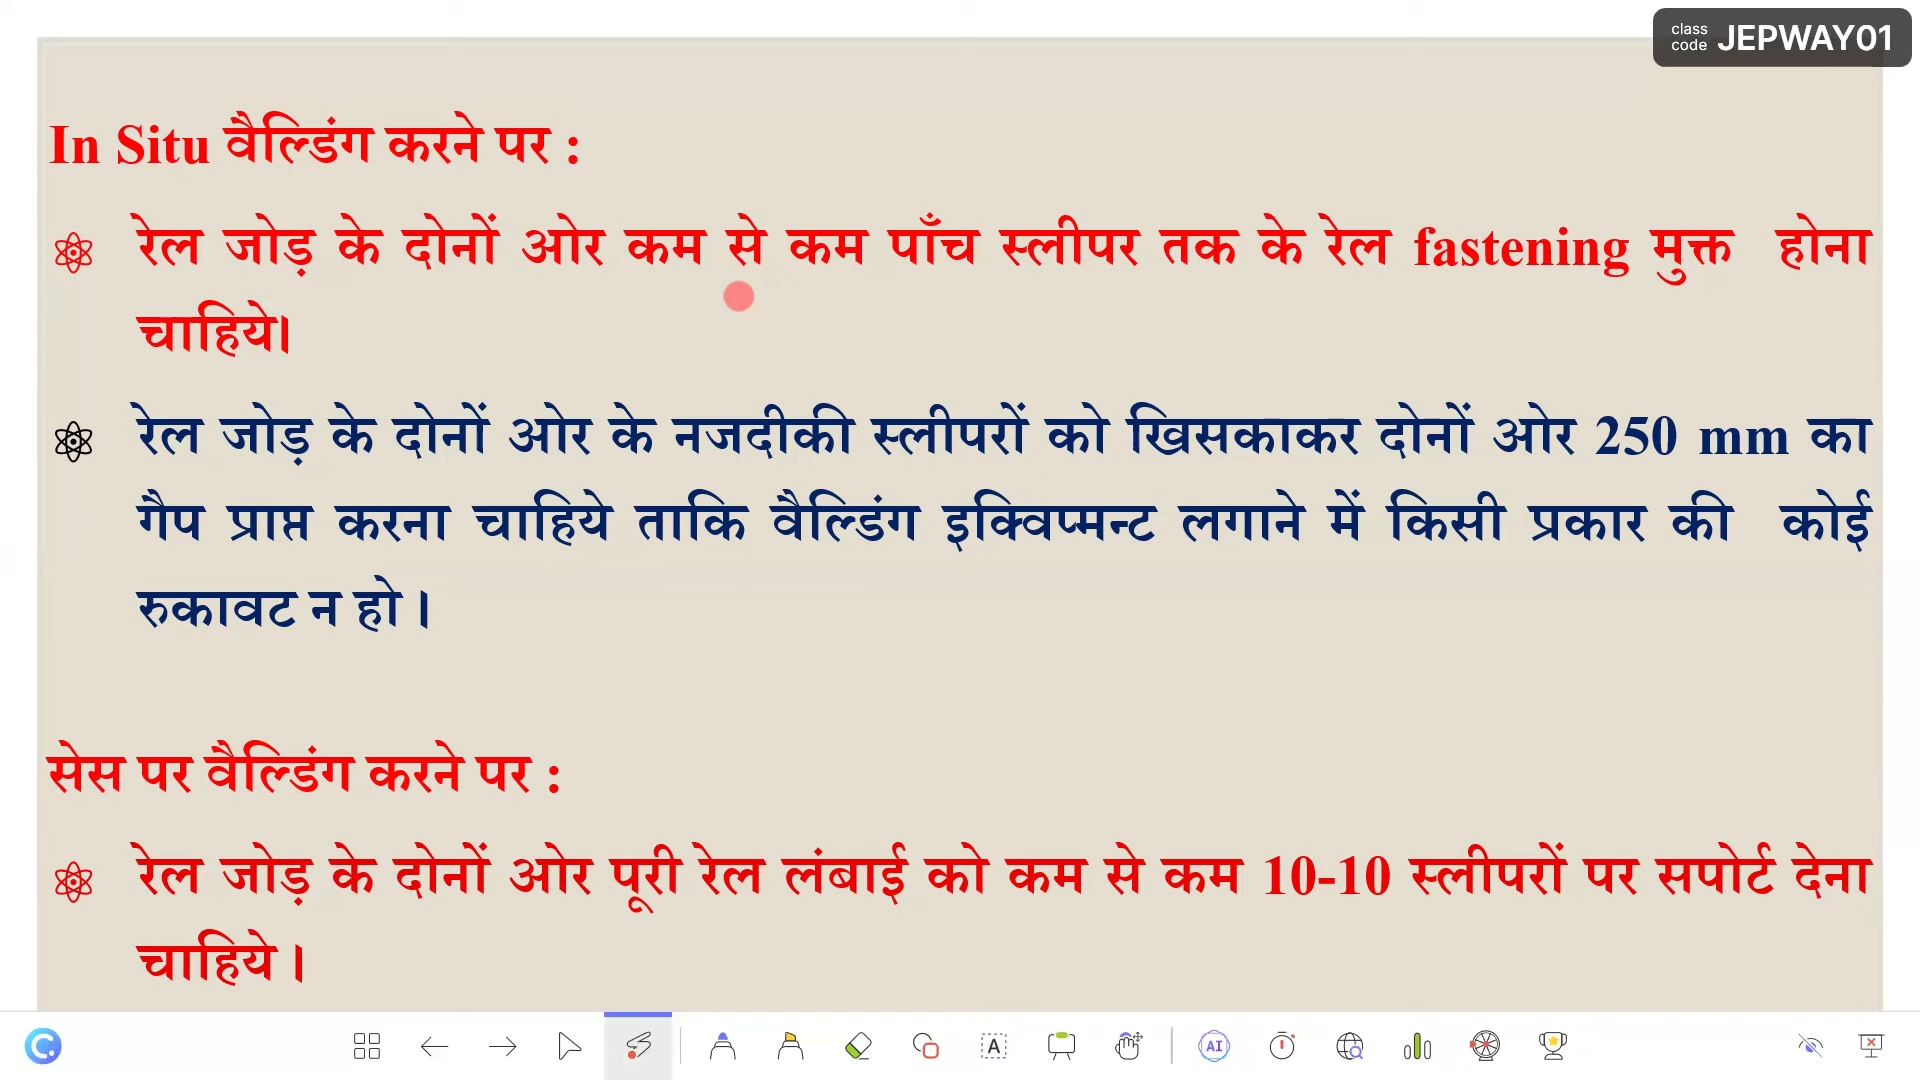 class
code JEPWAY01
In Situ वैल्डिंग करने पर :
रेल जोड़ के दोनों ओर कम से कम पाँच स्लीपर तक के रेल fastening मुक्त होना
चाहिये।
रेल जोड़ के दोनों ओर के नजदीकी स्लीपरों को खिसकाकर दोनों ओर 250 mm का
गैप प्राप्त करना चाहिये ताकि वैल्डिंग इक्विप्मन्ट लगाने में किसी प्रकार की कोई
रुकावट न हो ।
सेस पर वैल्डिंग करने पर :
रेल जोड़ के दोनों ओर पूरी रेल लंबाई को कम से कम 10-10 स्लीपरों पर सपोर्ट देना
चाहिये ।
A AI